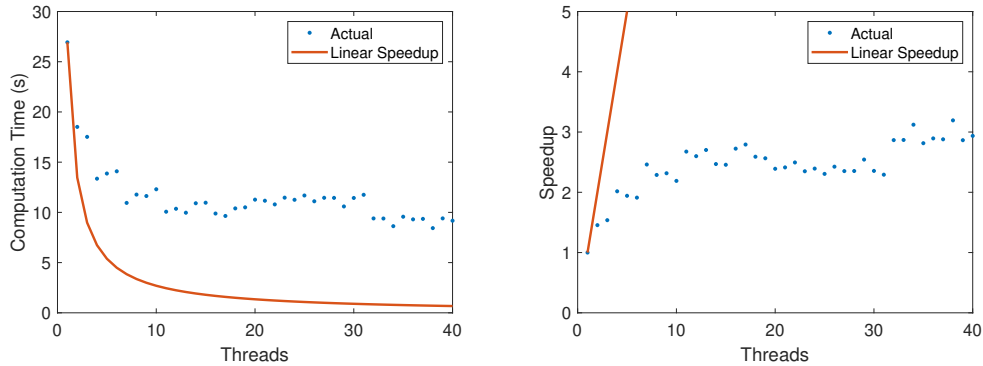 30
25
20
15
10
5
0
Computation Time (s)
0 10 20 30 40
Threads
Actual
Linear Speedup
5
4
3
2
1
0
Speedup
0 10 20 30 40
Threads
Actual
Linear Speedup